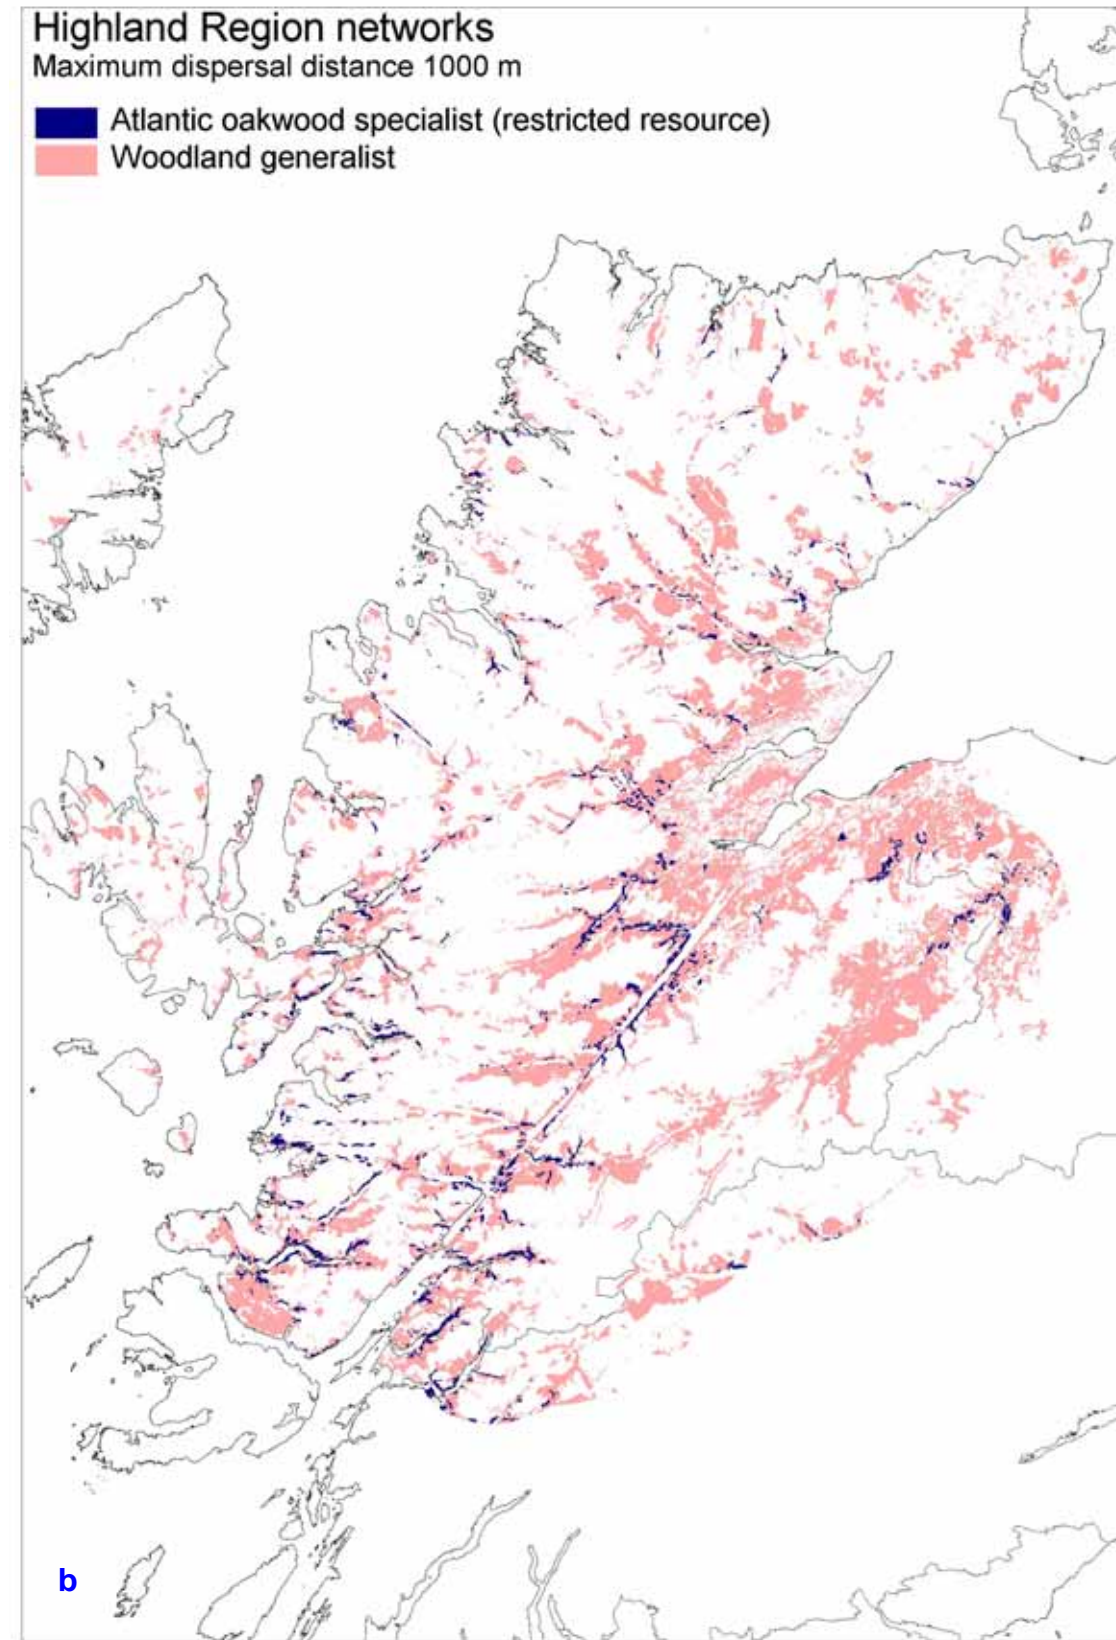 Highland Region networks
Maximum dispersal distance 1000 m
Atlantic oakwood specialist (restricted resource)
Woodland generalist
b